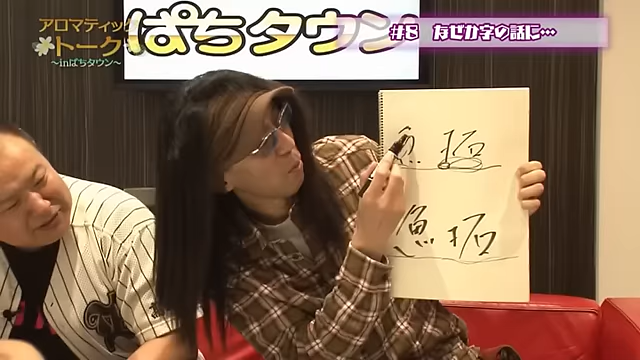 アロマティック
トーク
～inぱちタウン～
ぱちタウン
#8 なぜか字の話に…
魚拓
魚拓